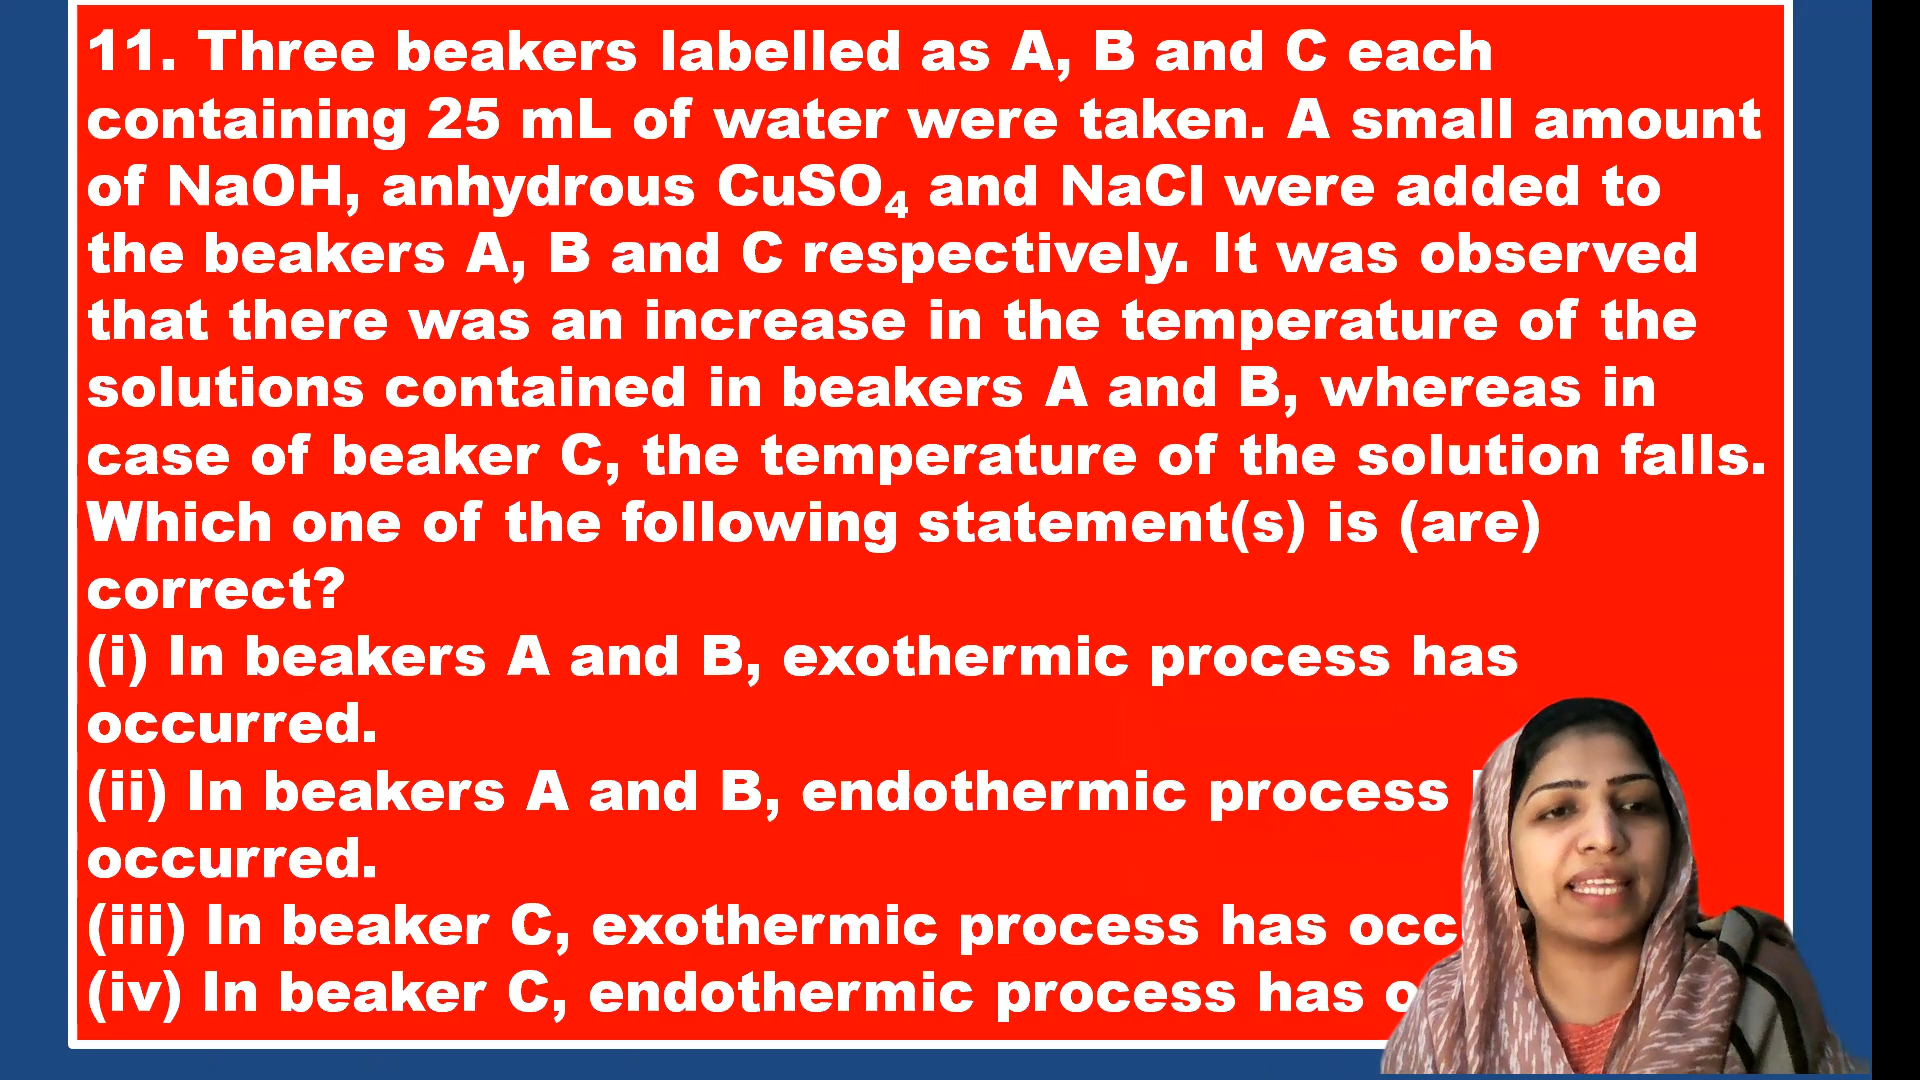 11. Three beakers labelled as A, B and C each
containing 25 mL of water were taken. A small amount
of NaOH, anhydrous CuSO₄ and NaCl were added to
the beakers A, B and C respectively. It was observed
that there was an increase in the temperature of the
solutions contained in beakers A and B, whereas in
case of beaker C, the temperature of the solution falls.
Which one of the following statement(s) is (are)
correct?
(i) In beakers A and B, exothermic process has
occurred.
(ii) In beakers A and B, endothermic process
occurred.
(iii) In beaker C, exothermic process has
(iv) In beaker C, endothermic process has